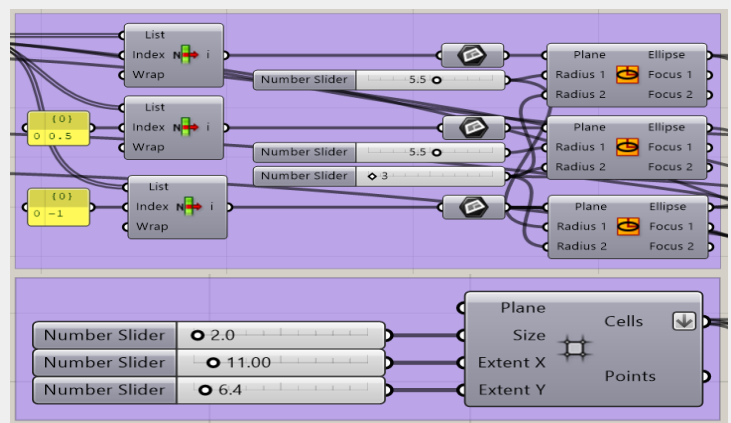 List
Index N i
Wrap
Number Slider 5.5
Plane Ellipse
Radius 1 Focus 1
Radius 2 Focus 2
{0}
0 0.5
List
Index N i
Wrap
Number Slider 5.5
Number Slider 3
Plane Ellipse
Radius 1 Focus 1
Radius 2 Focus 2
{0}
0 -1
List
Index N i
Wrap
Plane Ellipse
Radius 1 Focus 1
Radius 2 Focus 2
Number Slider 2.0
Number Slider 11.00
Number Slider 6.4
Plane
Size
Extent X
Extent Y
Cells
Points